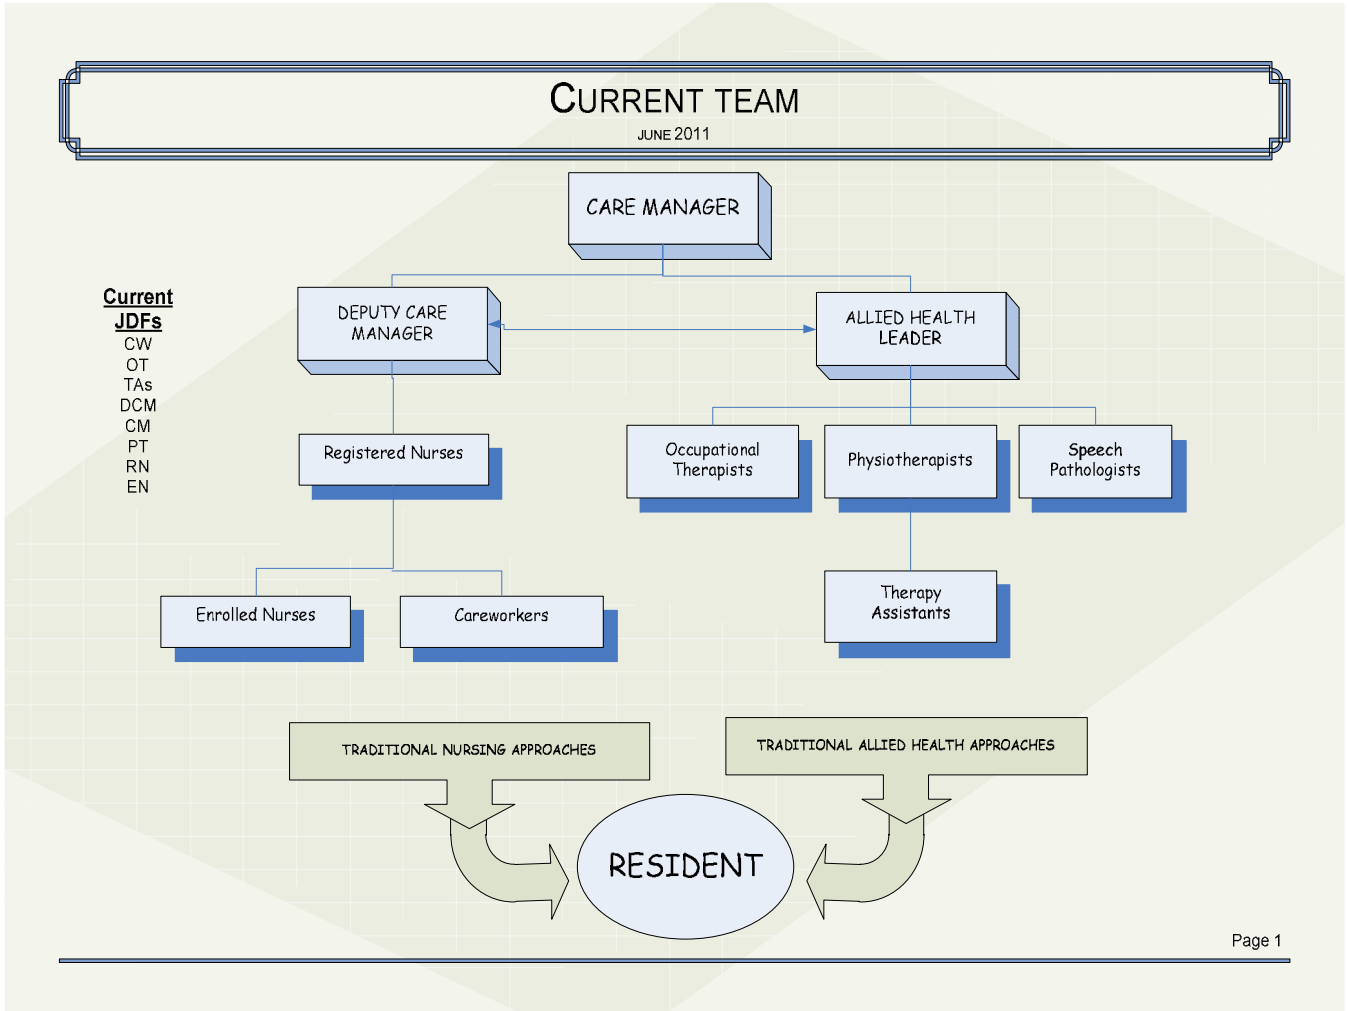 CURRENT TEAM
JUNE 2011
CARE MANAGER
Current
JDFs
CW
OT
TAs
DCM
CM
PT
RN
EN
DEPUTY CARE
MANAGER
ALLIED HEALTH
LEADER
Registered Nurses
Occupational
Therapists
Physiotherapists
Speech
Pathologists
Enrolled Nurses
Careworkers
Therapy
Assistants
TRADITIONAL NURSING APPROACHES
TRADITIONAL ALLIED HEALTH APPROACHES
RESIDENT
Page 1